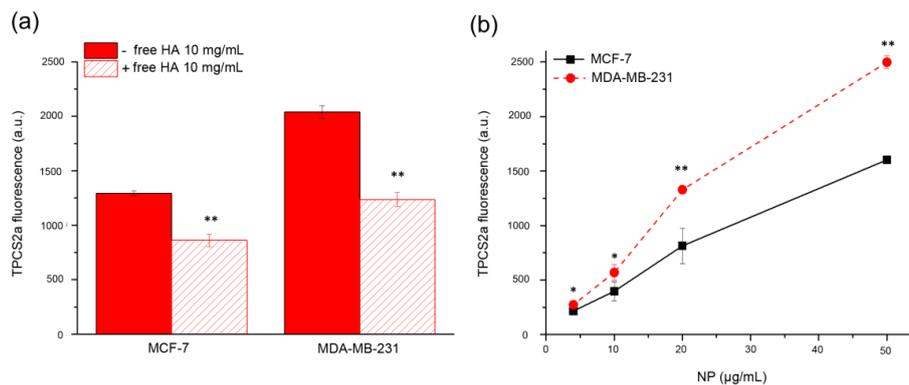 (a)
- free HA 10 mg/mL
+ free HA 10 mg/mL
TPCS2a fluorescence (a.u.)
2500
2000
1500
1000
500
0
**
**
MCF-7
MDA-MB-231
(b)
MCF-7
MDA-MB-231
TPCS2a fluorescence (a.u.)
2500
2000
1500
1000
500
0
*
*
**
**
0 10 20 30 40 50
NP (µg/mL)